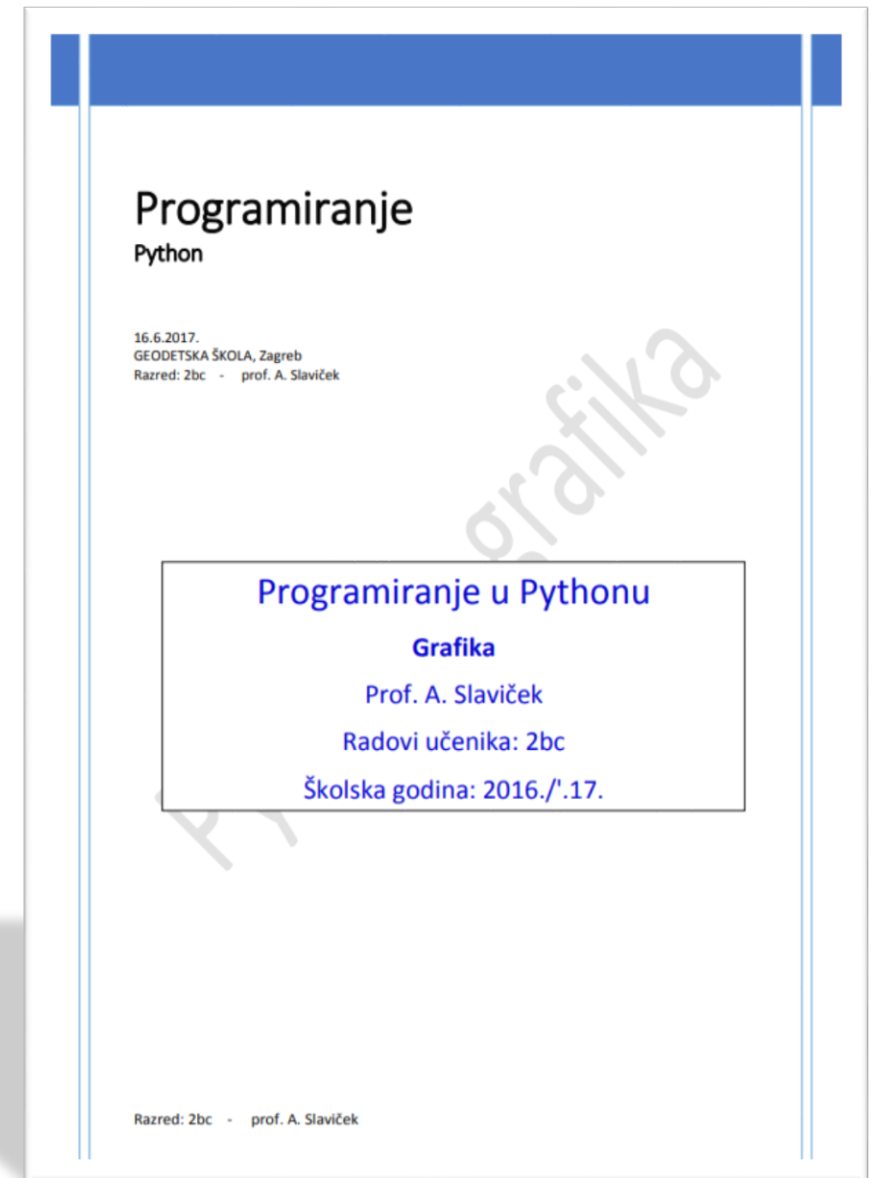 Programiranje
Python
16.6.2017.
GEODETSKA ŠKOLA, Zagreb
Razred: 2bc - prof. A. Slaviček
grafika
Programiranje u Pythonu
Grafika
Prof. A. Slaviček
Radovi učenika: 2bc
Školska godina: 2016./'.17.
Razred: 2bc - prof. A. Slaviček